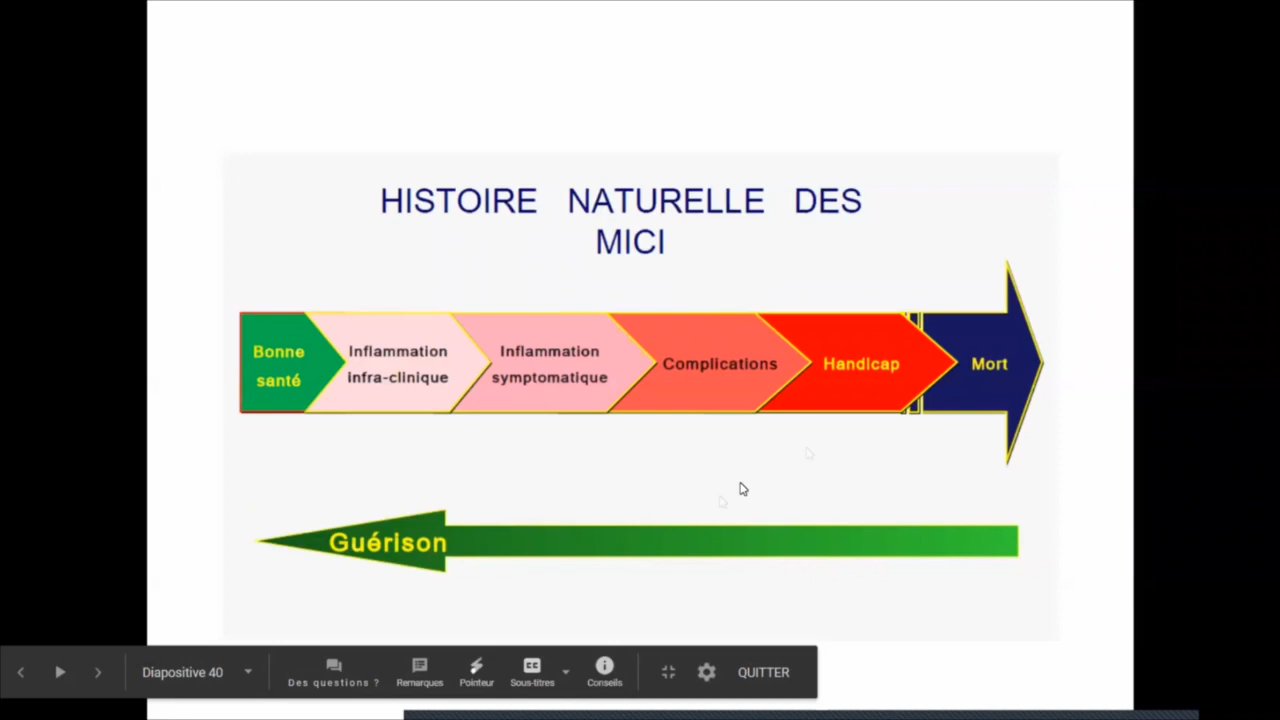 HISTOIRE NATURELLE DES
MICI
Bonne
santé
Inflammation
infra-clinique
Inflammation
symptomatique
Complications
Handicap
Mort
Guérison
Diapositive 40
Des questions ?
Remarques
Pointeur
CC
Sous-titres
Conseils
QUITTER